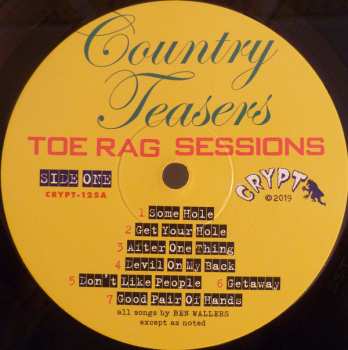 Country
Teasers
TOE RAG SESSIONS
SIDE ONE
CRYPT-125A
CRYPT
©2019
1 Some Hole
2 Get Your Hole
3 After One Thing
4 Devil On My Back
5 Don't Like People 6 Getaway
7 Good Pair Of Hands
all songs by BEN WALLERS
except as noted